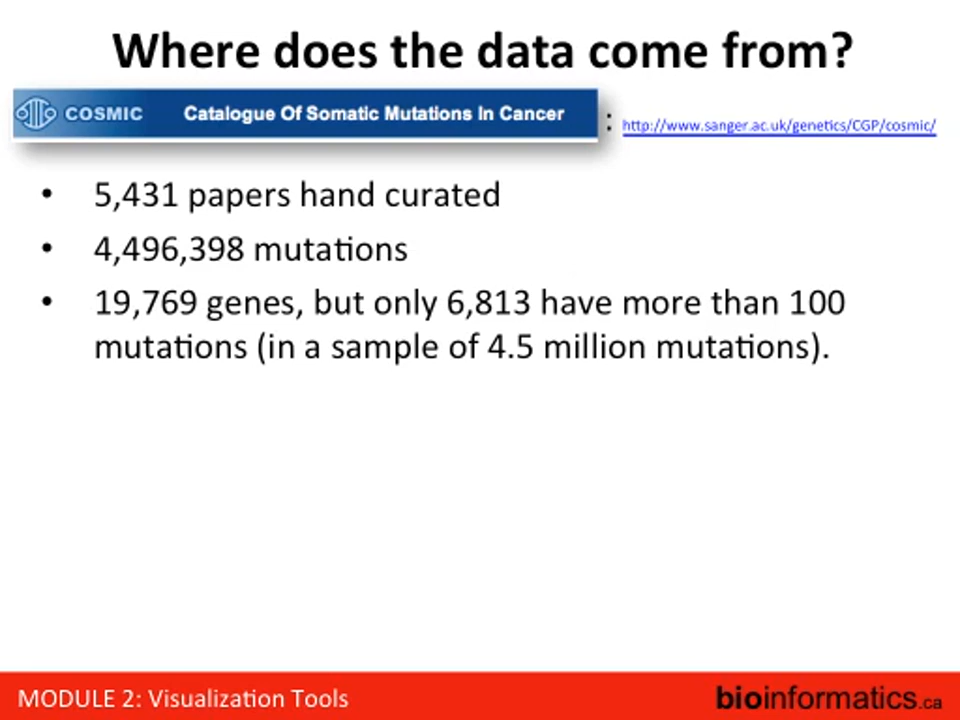 Where does the data come from?
COSMIC Catalogue Of Somatic Mutations In Cancer : http://www.sanger.ac.uk/genetics/CGP/cosmic/
• 5,431 papers hand curated
• 4,496,398 mutations
• 19,769 genes, but only 6,813 have more than 100
mutations (in a sample of 4.5 million mutations).
MODULE 2: Visualization Tools
bioinformatics.ca